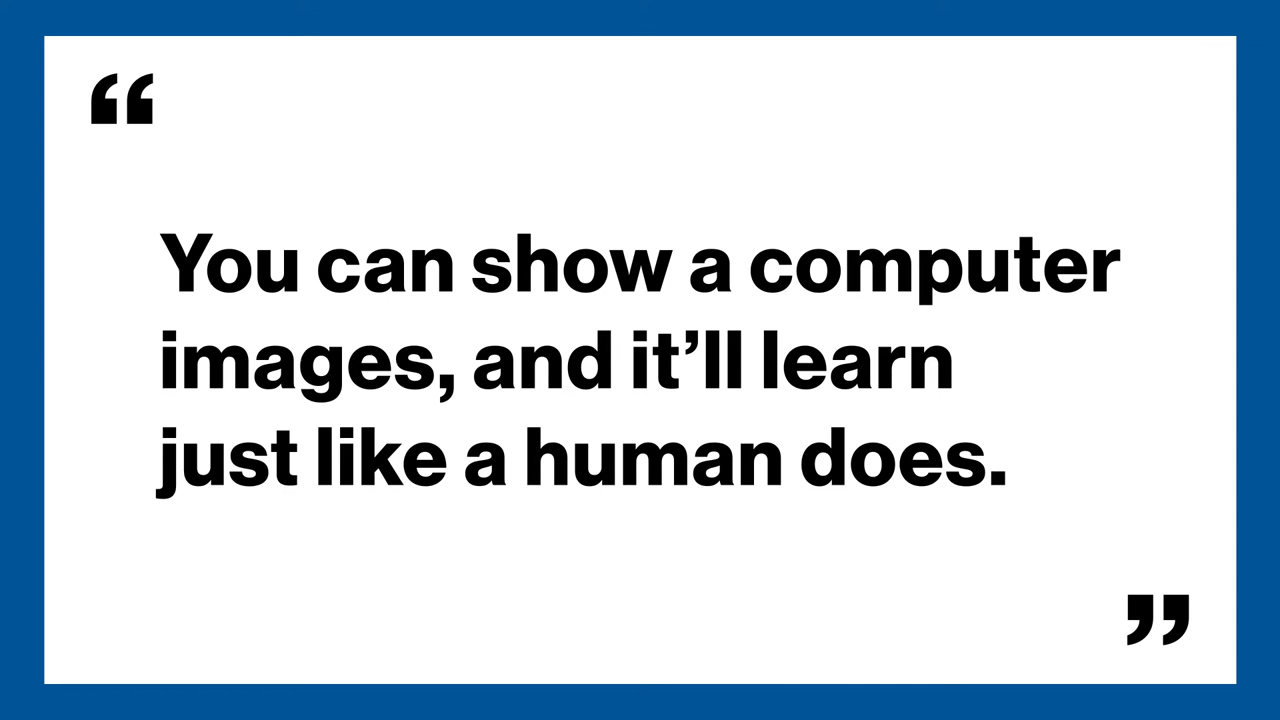 “
You can show a computer
images, and it’ll learn
just like a human does.
”